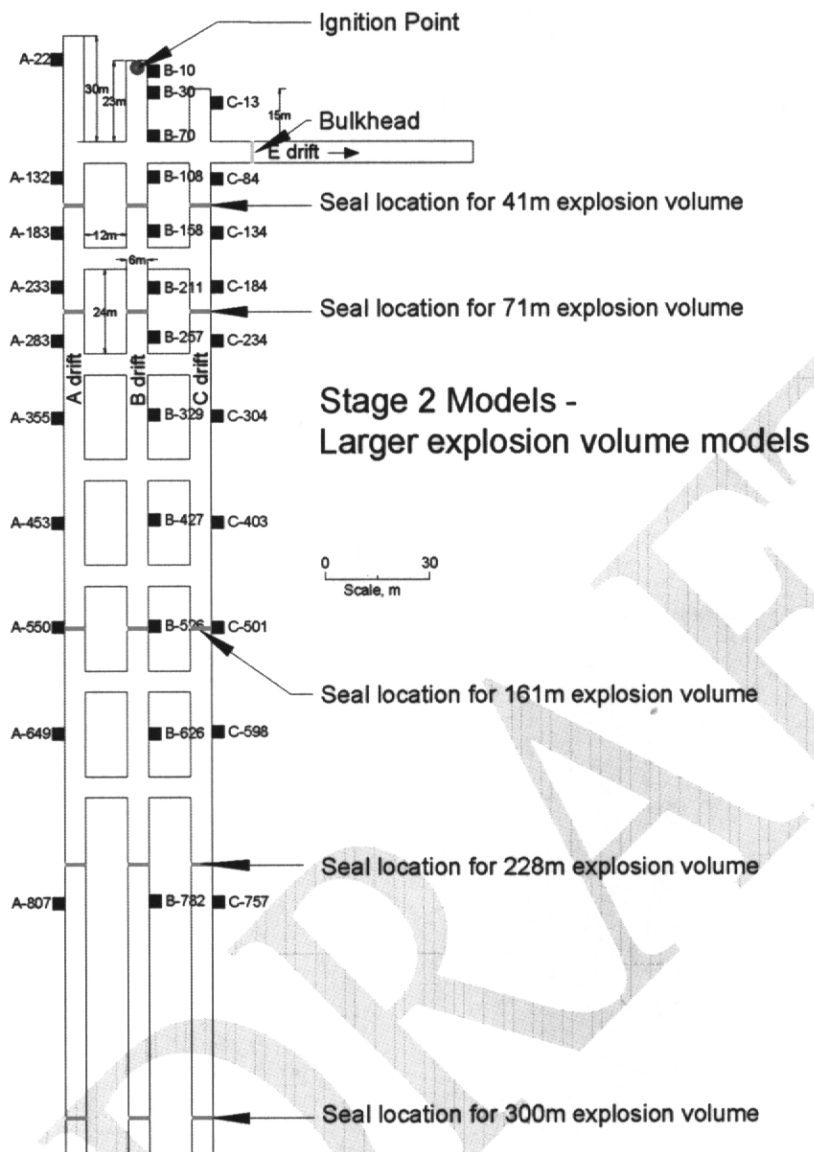 Ignition Point
A-22
B-10
30m
23m
B-30
C-13
15m
B-70
Bulkhead
E drift
A-132
B-108
C-84
Seal location for 41m explosion volume
A-183
12m
B-158
C-134
6m
A-233
B-211
C-184
24m
Seal location for 71m explosion volume
A-283
B-257
C-234
A drift
B drift
C drift
Stage 2 Models -
Larger explosion volume models
A-355
B-329
C-304
A-453
B-427
C-403
0 30
Scale, m
A-550
B-526
C-501
Seal location for 161m explosion volume
A-649
B-626
C-598
Seal location for 228m explosion volume
A-807
B-782
C-757
Seal location for 300m explosion volume
DRAFT